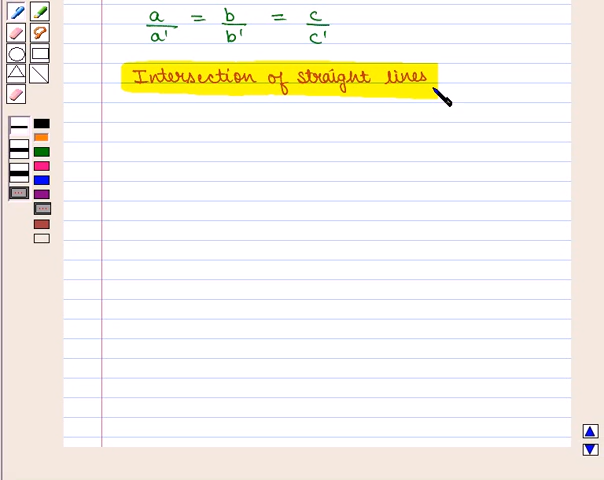 a/a' = b/b' = c/c'
Intersection of straight lines